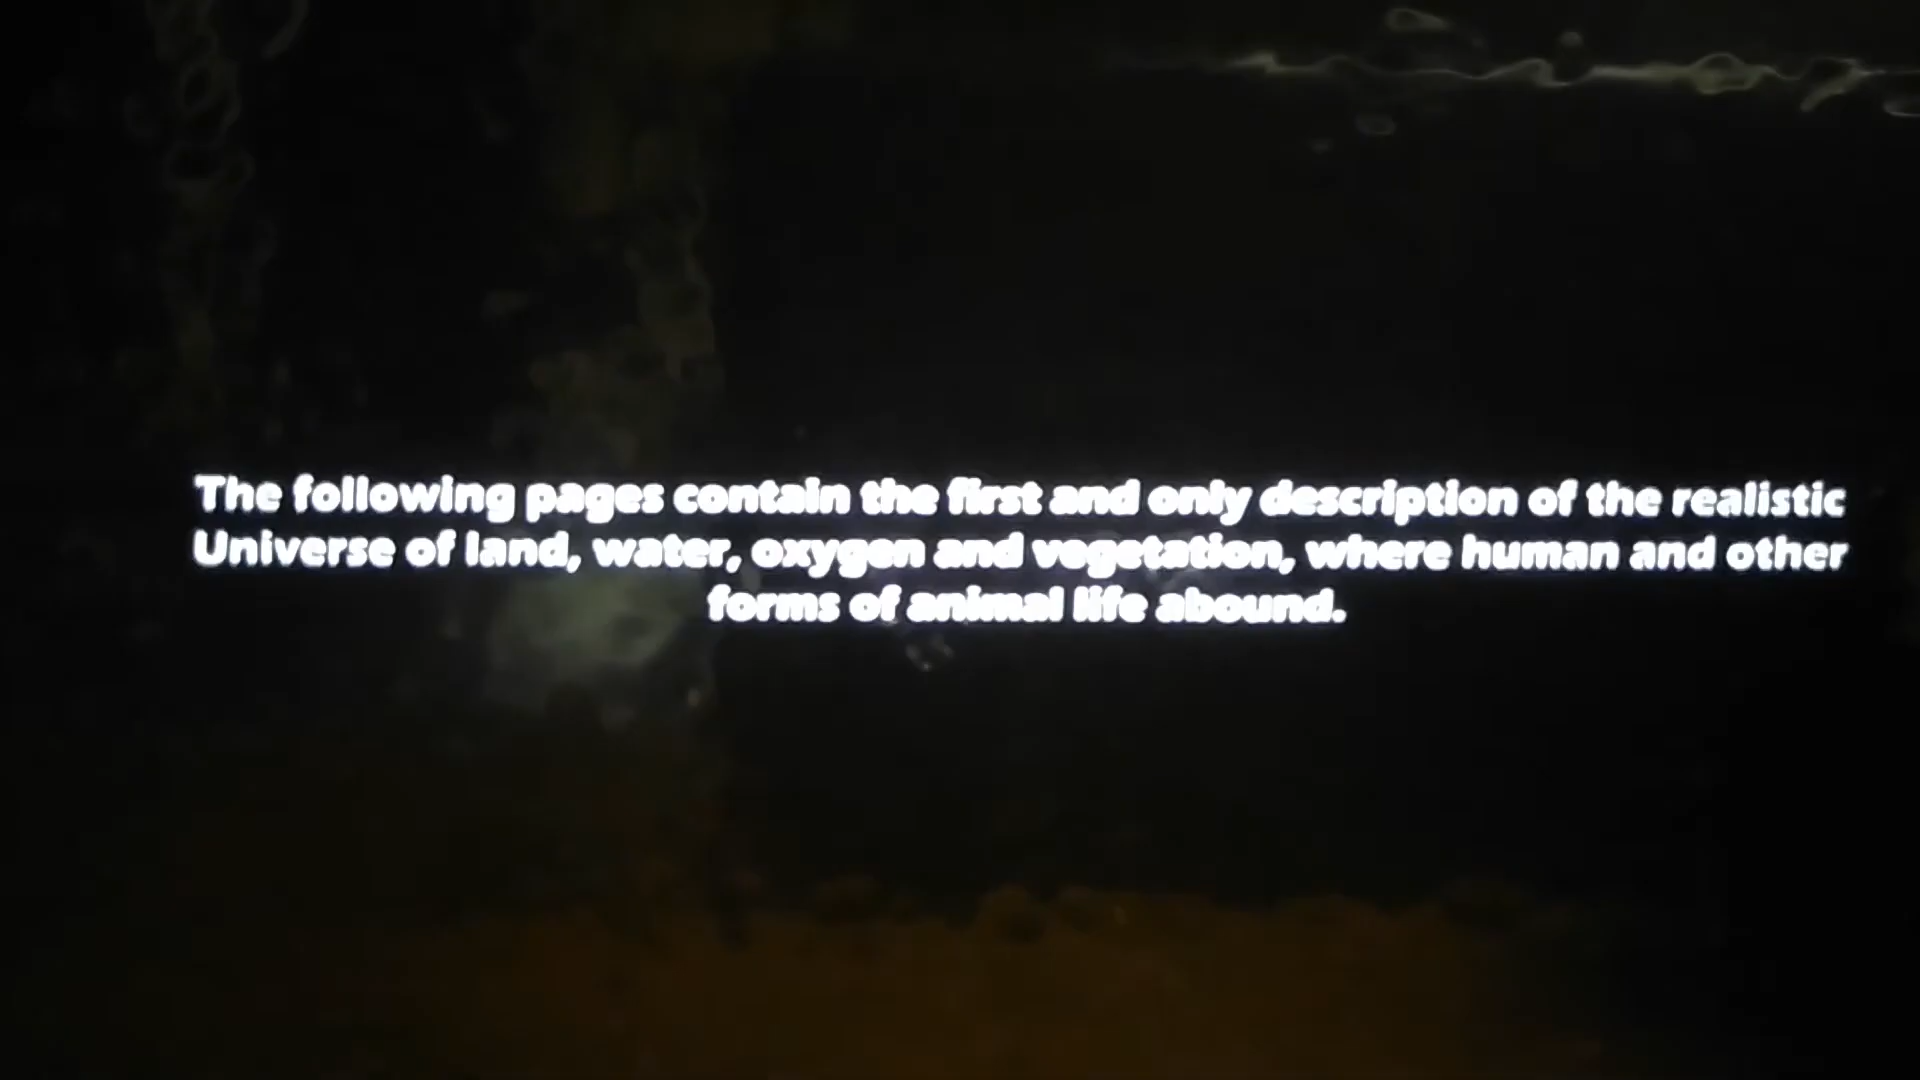 The following pages contain the first and only description of the realistic
Universe of land, water, oxygen and vegetation, where human and other
forms of animal life abound.